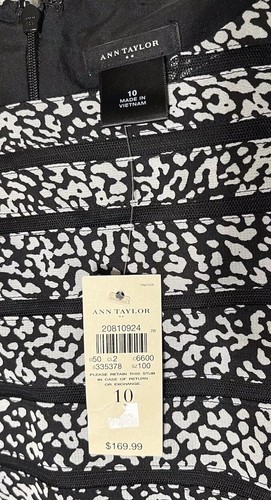 ANN TAYLOR
10
MADE IN
VIETNAM
ANN TAYLOR
20810924
50 2 6600
335378 100
PLEASE RETAIN THIS STUB
IN CASE OF RETURN
OR EXCHANGE
10
$169.99